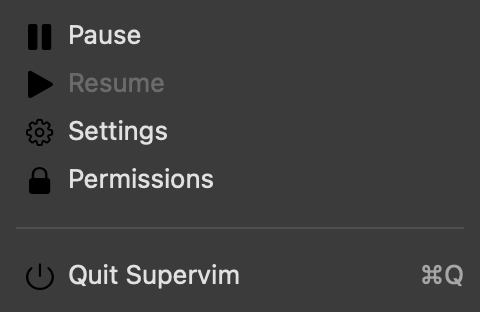 Pause
Resume
Settings
Permissions
Quit Supervim ⌘Q